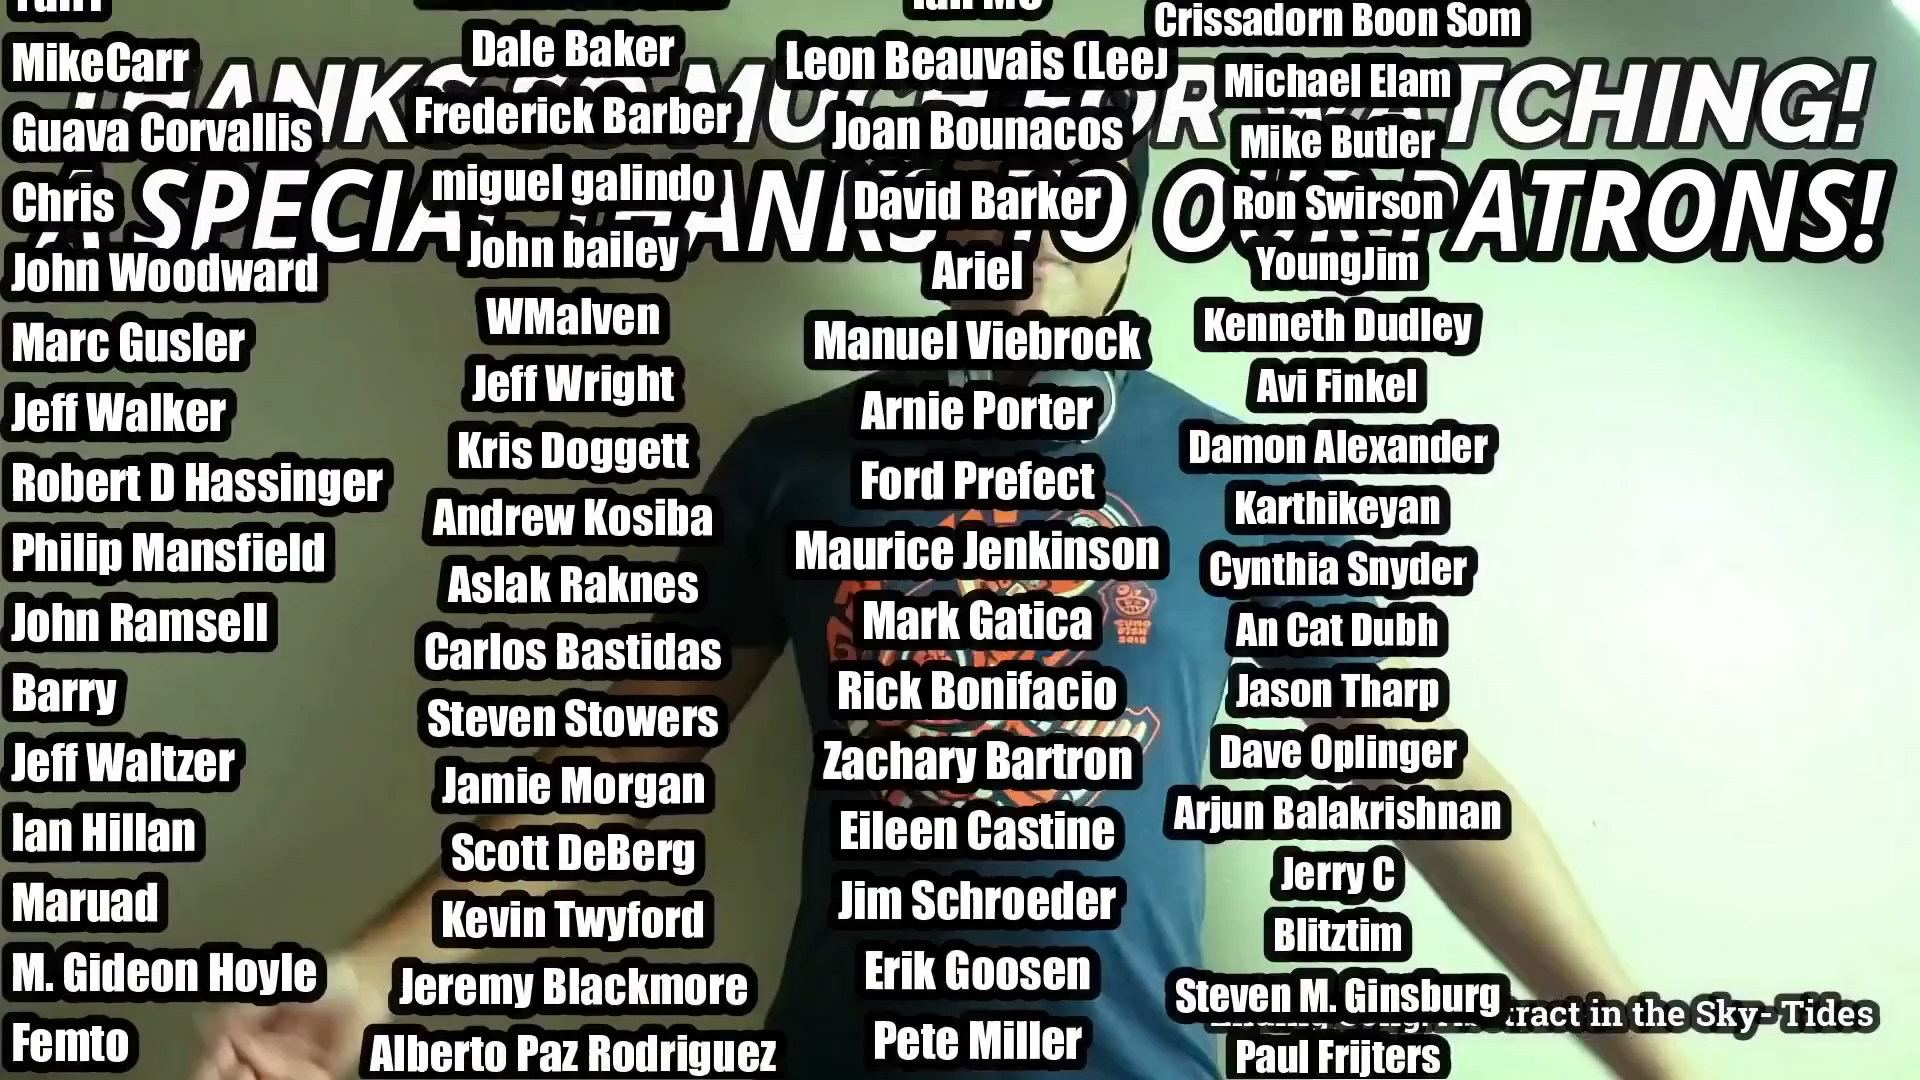 THANKS SO MUCH FOR WATCHING!
A SPECIAL THANKS TO OUR PATRONS!
MikeCarr
Guava Corvallis
Chris
John Woodward
Marc Gusler
Jeff Walker
Robert D Hassinger
Philip Mansfield
John Ramsell
Barry
Jeff Waltzer
Ian Hillan
Maruad
M. Gideon Hoyle
Femto
Dale Baker
Frederick Barber
miguel galindo
John bailey
WMalven
Jeff Wright
Kris Doggett
Andrew Kosiba
Aslak Raknes
Carlos Bastidas
Steven Stowers
Jamie Morgan
Scott DeBerg
Kevin Twyford
Jeremy Blackmore
Alberto Paz Rodriguez
Leon Beauvais (Lee)
Joan Bounacos
David Barker
Ariel
Manuel Viebrock
Arnie Porter
Ford Prefect
Maurice Jenkinson
Mark Gatica
Rick Bonifacio
Zachary Bartron
Eileen Castine
Jim Schroeder
Erik Goosen
Pete Miller
Crissadorn Boon Som
Michael Elam
Mike Butler
Ron Swirson
YoungJim
Kenneth Dudley
Avi Finkel
Damon Alexander
Karthikeyan
Cynthia Snyder
An Cat Dubh
Jason Tharp
Dave Oplinger
Arjun Balakrishnan
Jerry C
Blitztim
Steven M. Ginsburg
Paul Frijters
in the Sky- Tides